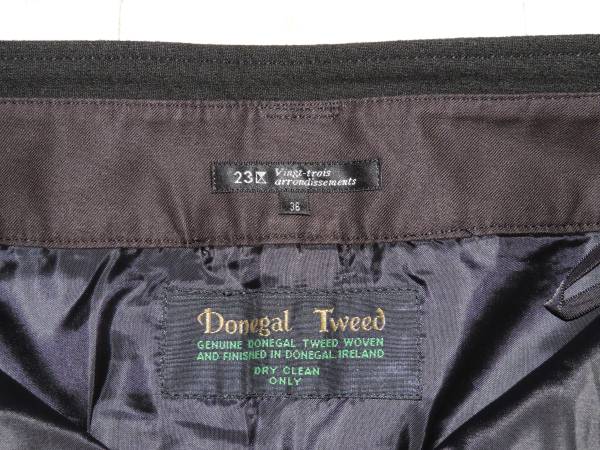 23区 Vingt-trois
arrondissements
36
Donegal Tweed
GENUINE DONEGAL TWEED WOVEN
AND FINISHED IN DONEGAL, IRELAND
DRY CLEAN
ONLY